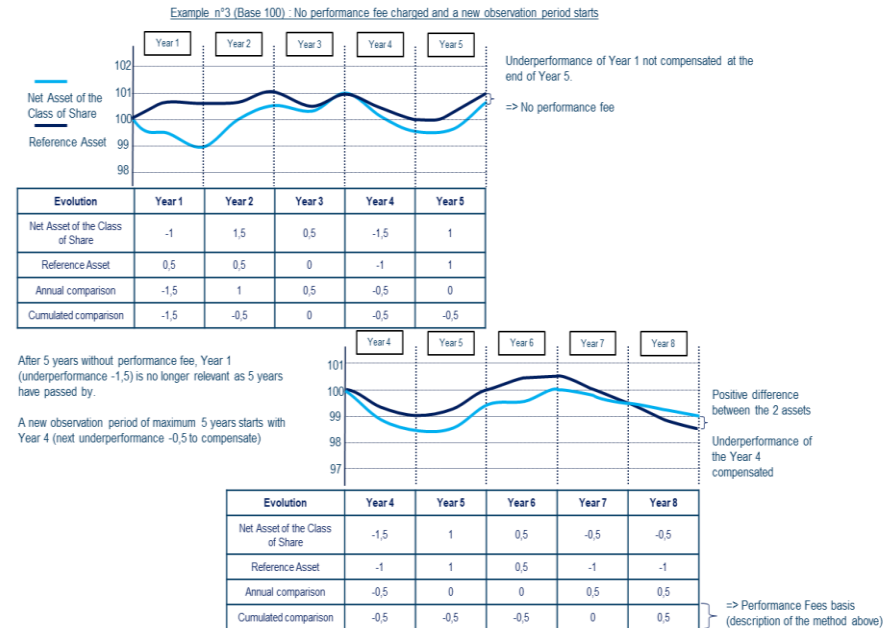 Example n°3 (Base 100) : No performance fee charged and a new observation period starts
Year 1 Year 2 Year 3 Year 4 Year 5
102
101
100
99
98
Net Asset of the
Class of Share
Reference Asset
Underperformance of Year 1 not compensated at the
end of Year 5.
=> No performance fee
Evolution Year 1 Year 2 Year 3 Year 4 Year 5
Net Asset of the Class
of Share -1 1,5 0,5 -1,5 1
Reference Asset 0,5 0,5 0 -1 1
Annual comparison -1,5 1 0,5 -0,5 0
Cumulated comparison -1,5 -0,5 0 -0,5 -0,5
After 5 years without performance fee, Year 1
(underperformance -1,5) is no longer relevant as 5 years
have passed by.
A new observation period of maximum 5 years starts with
Year 4 (next underperformance -0,5 to compensate)
Year 4 Year 5 Year 6 Year 7 Year 8
101
100
99
98
97
Positive difference
between the 2 assets
Underperformance of
the Year 4
compensated
Evolution Year 4 Year 5 Year 6 Year 7 Year 8
Net Asset of the Class
of Share -1,5 1 0,5 -0,5 -0,5
Reference Asset -1 1 0,5 -1 -1
Annual comparison -0,5 0 0 0,5 0,5
Cumulated comparison -0,5 -0,5 -0,5 0 0,5
=> Performance Fees basis
(description of the method above)